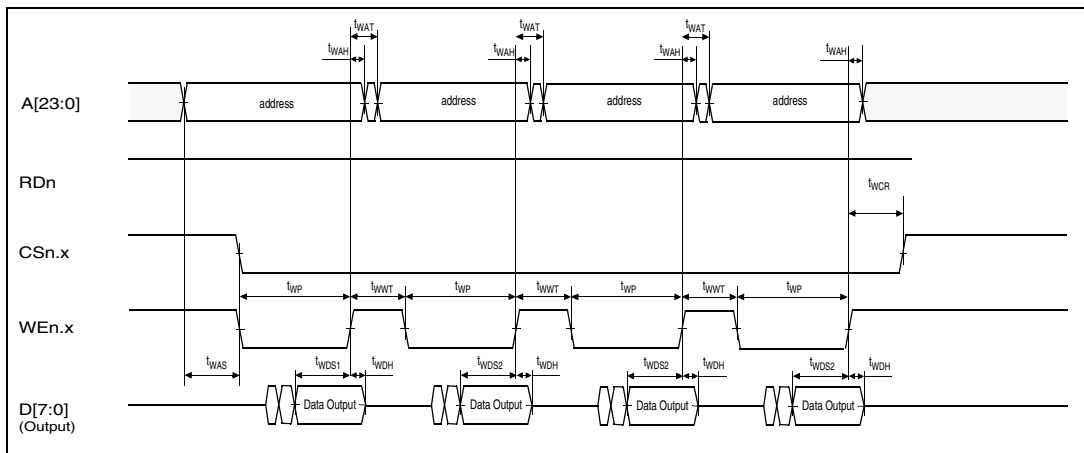 tWAT tWAT tWAT
tWAH tWAH tWAH tWAH
A[23:0] address address address address
RDn
tWCR
CSn.x
tWP tWWT tWP tWWT tWP tWWT tWP
WEn.x
tWAS tWDS1 tWDH tWDS2 tWDH tWDS2 tWDH tWDS2 tWDH
D[7:0] Data Output Data Output Data Output Data Output
(Output)